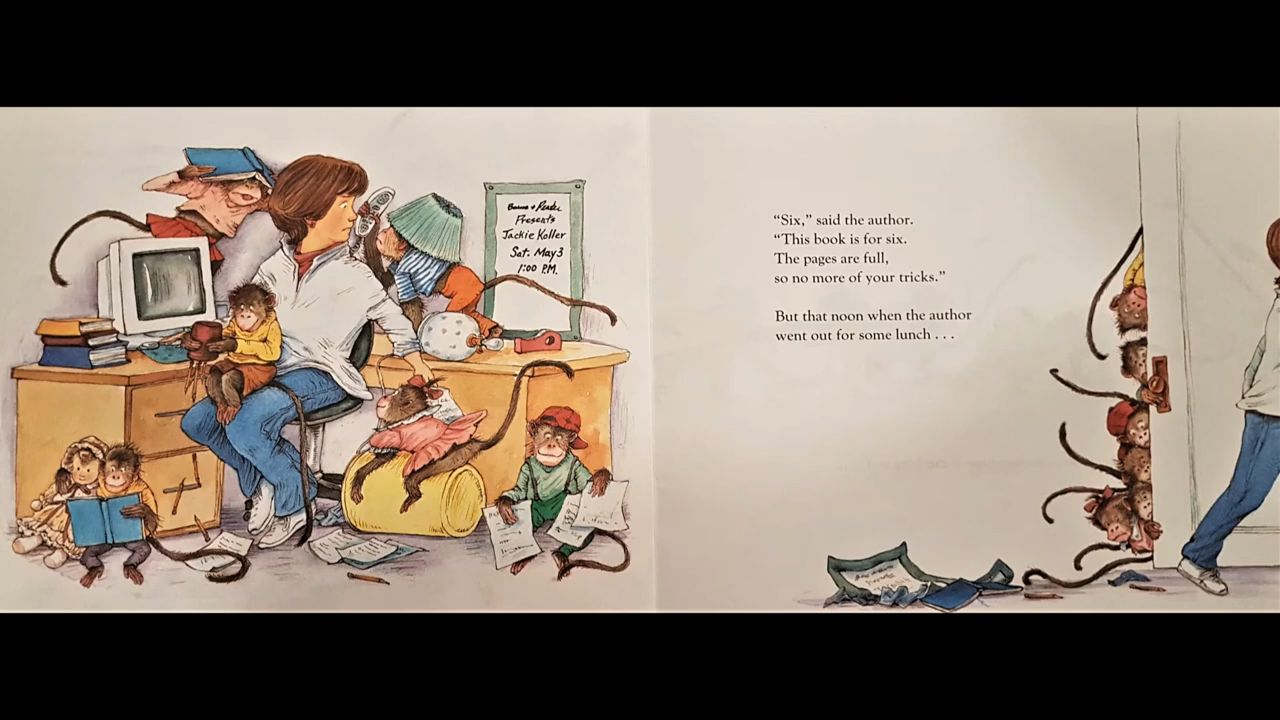 Presents
Jackie Koller
Sat. May 3
1:00 P.M.
“Six,” said the author.
“This book is for six.
The pages are full,
so no more of your tricks.”
But that noon when the author
went out for some lunch . . .